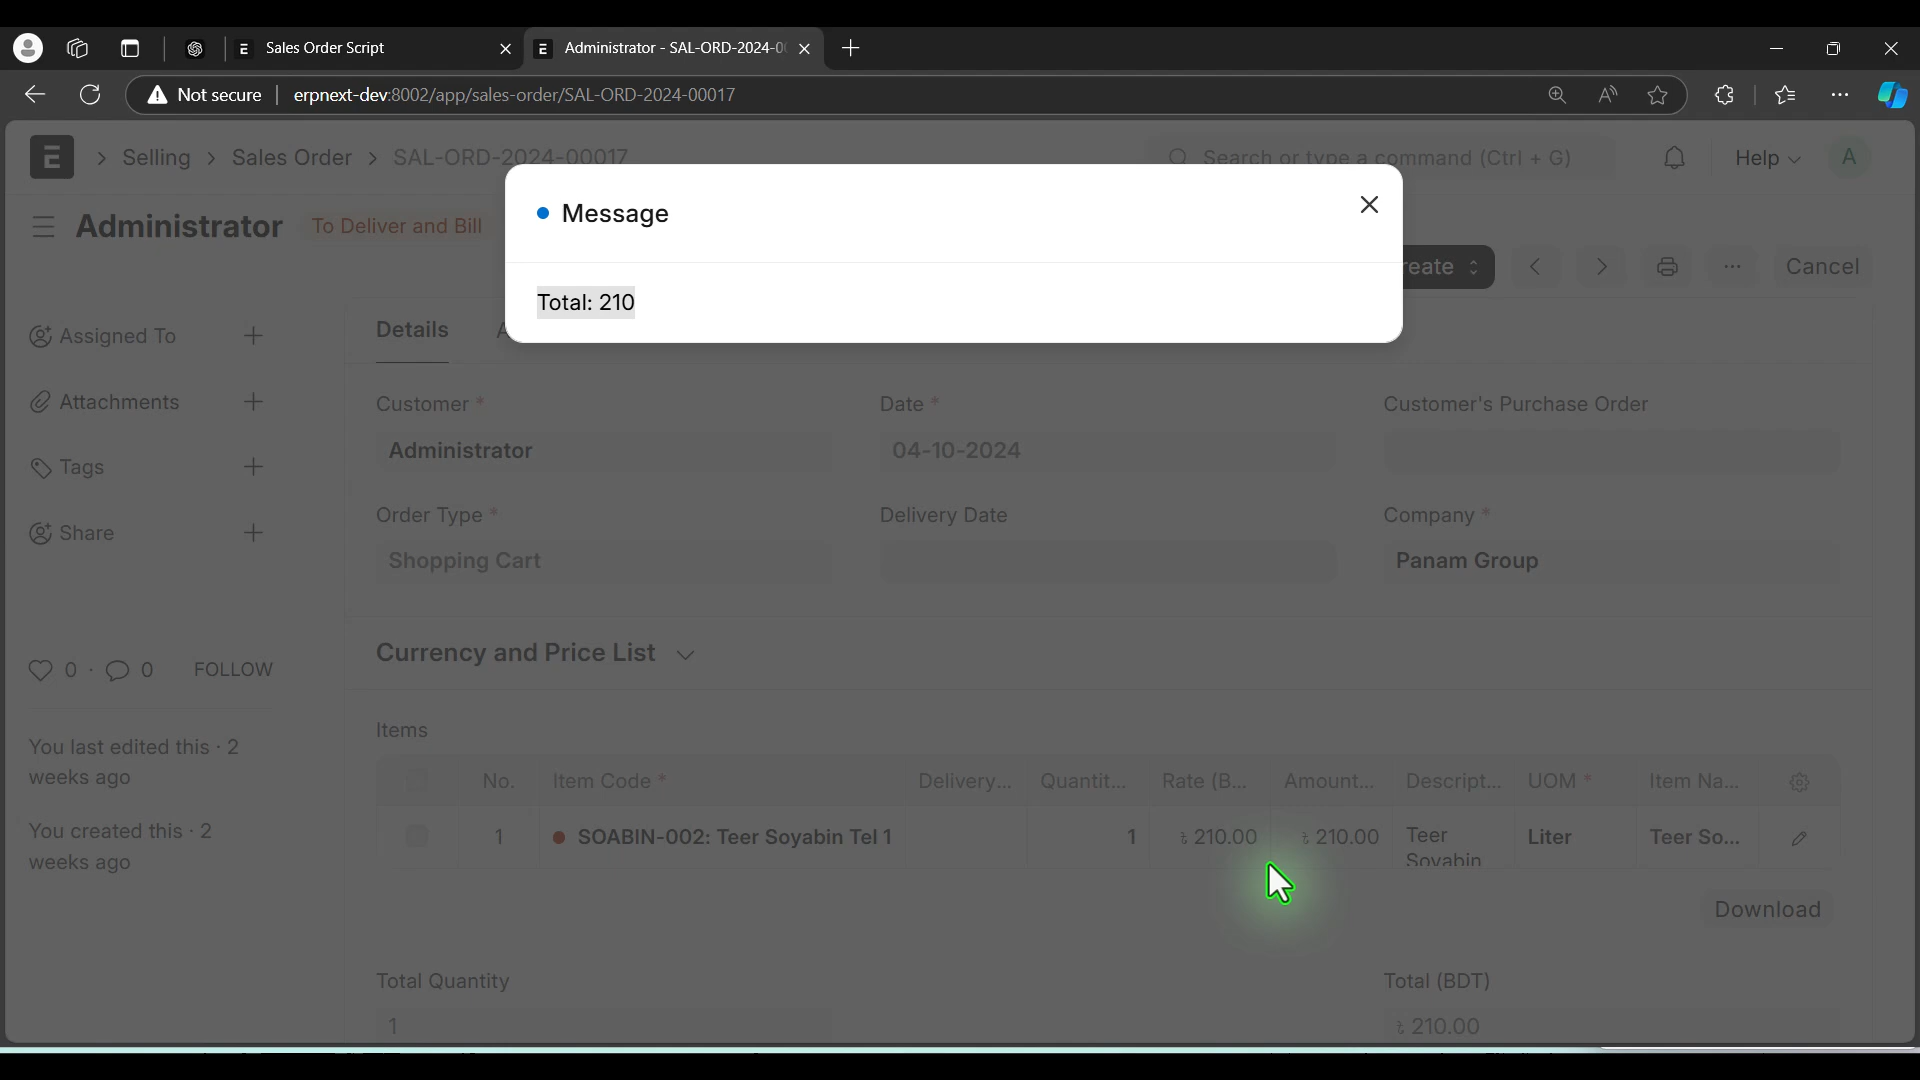 Sales Order Script
Administrator - SAL-ORD-2024-0
Not secure
erpnext-dev:8002/app/sales-order/SAL-ORD-2024-00017
E
Selling
Sales Order
SAL-ORD-2024-00017
Search or type a command (Ctrl + G)
Help
A
Administrator
To Deliver and Bill
Message
Total: 210
reate
Cancel
Assigned To
Attachments
Tags
Share
0 · 0 FOLLOW
You last edited this · 2
weeks ago
You created this · 2
weeks ago
Details
Customer *
Administrator
Date *
04-10-2024
Customer's Purchase Order
Order Type *
Shopping Cart
Delivery Date
Company *
Panam Group
Currency and Price List
Items
No. Item Code * Delivery... Quantit... Rate (B... Amount... Descript... UOM * Item Na...
1 SOABIN-002: Teer Soyabin Tel 1 1 ৳ 210.00 ৳ 210.00 Teer Liter Teer So...
Soyabin
Download
Total Quantity
1
Total (BDT)
৳ 210.00